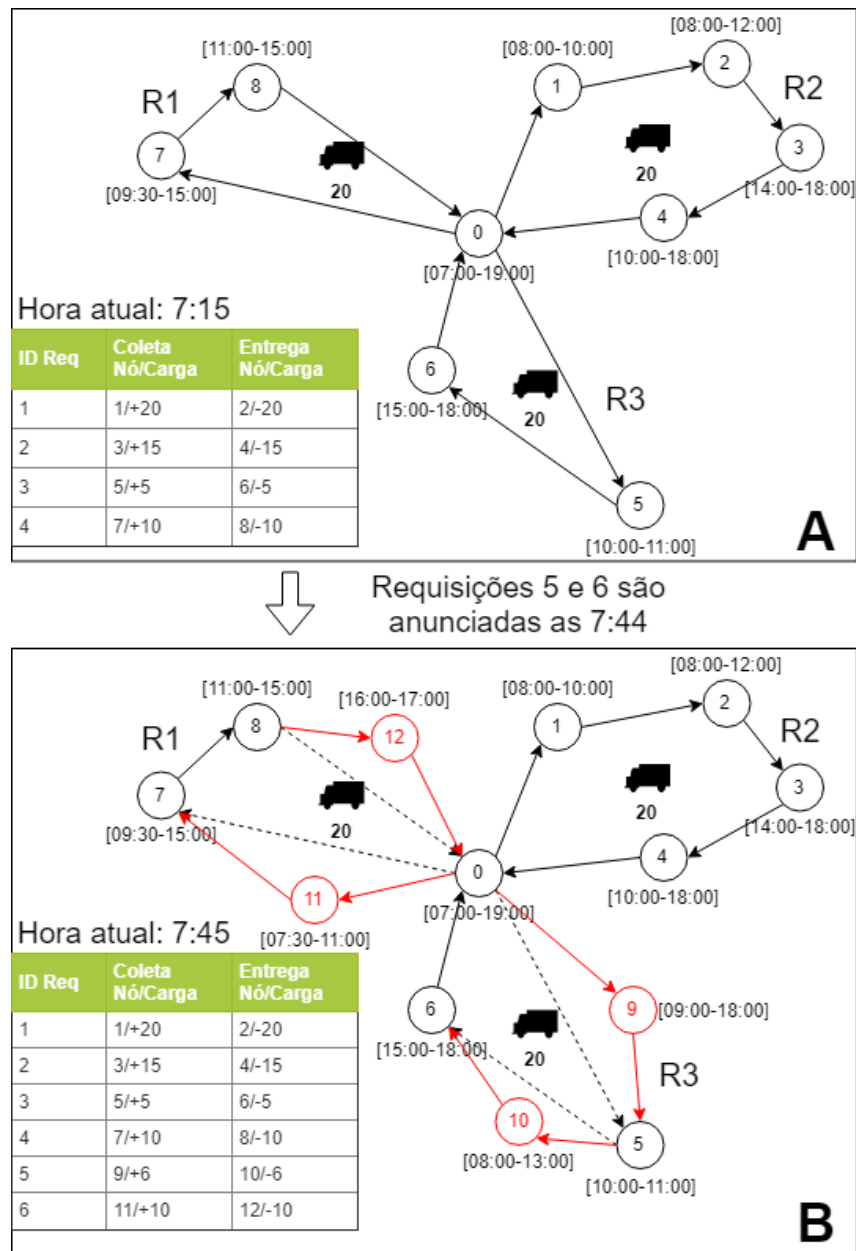 [08:00-12:00]
[11:00-15:00]
[08:00-10:00]
2
8
1
R1
R2
7
3
20
20
[09:30-15:00]
[14:00-18:00]
4
0
[10:00-18:00]
[07:00-19:00]
Hora atual: 7:15
ID Req Coleta Nó/Carga Entrega Nó/Carga
1 1/+20 2/-20
2 3/+15 4/-15
3 5/+5 6/-5
4 7/+10 8/-10
6
[15:00-18:00]
20
R3
5
[10:00-11:00]
A
Requisições 5 e 6 são
anunciadas as 7:44
[08:00-12:00]
[11:00-15:00]
[16:00-17:00]
[08:00-10:00]
2
8
12
1
R1
R2
7
3
20
20
[09:30-15:00]
[14:00-18:00]
4
0
11
[10:00-18:00]
[07:00-19:00]
[07:30-11:00]
Hora atual: 7:45
ID Req Coleta Nó/Carga Entrega Nó/Carga
1 1/+20 2/-20
2 3/+15 4/-15
3 5/+5 6/-5
4 7/+10 8/-10
5 9/+6 10/-6
6 11/+10 12/-10
6
9
[09:00-18:00]
[15:00-18:00]
20
R3
10
5
[08:00-13:00]
[10:00-11:00]
B